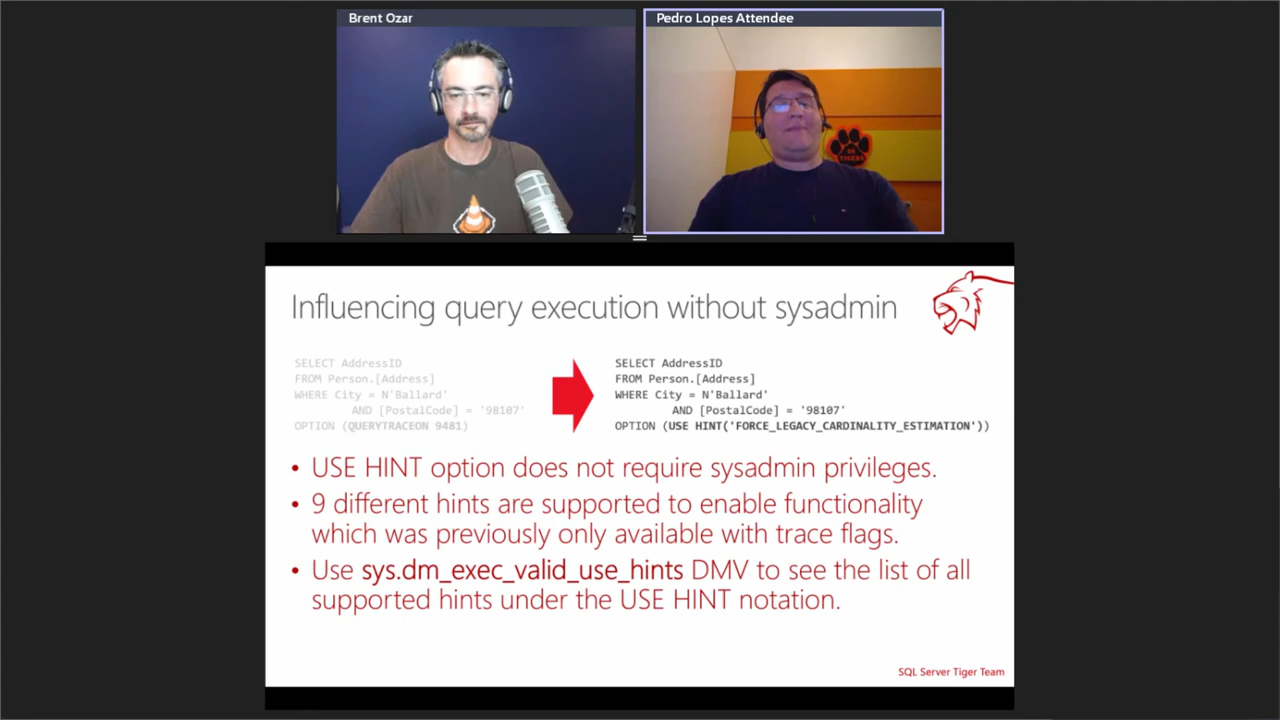 Brent Ozar
Pedro Lopes Attendee
TIGERS
Influencing query execution without sysadmin
SELECT AddressID
FROM Person.[Address]
WHERE City = N'Ballard'
AND [PostalCode] = '98107'
OPTION (QUERYTRACEON 9481)
SELECT AddressID
FROM Person.[Address]
WHERE City = N'Ballard'
AND [PostalCode] = '98107'
OPTION (USE HINT('FORCE_LEGACY_CARDINALITY_ESTIMATION'))
• USE HINT option does not require sysadmin privileges.
• 9 different hints are supported to enable functionality
which was previously only available with trace flags.
• Use sys.dm_exec_valid_use_hints DMV to see the list of all
supported hints under the USE HINT notation.
SQL Server Tiger Team